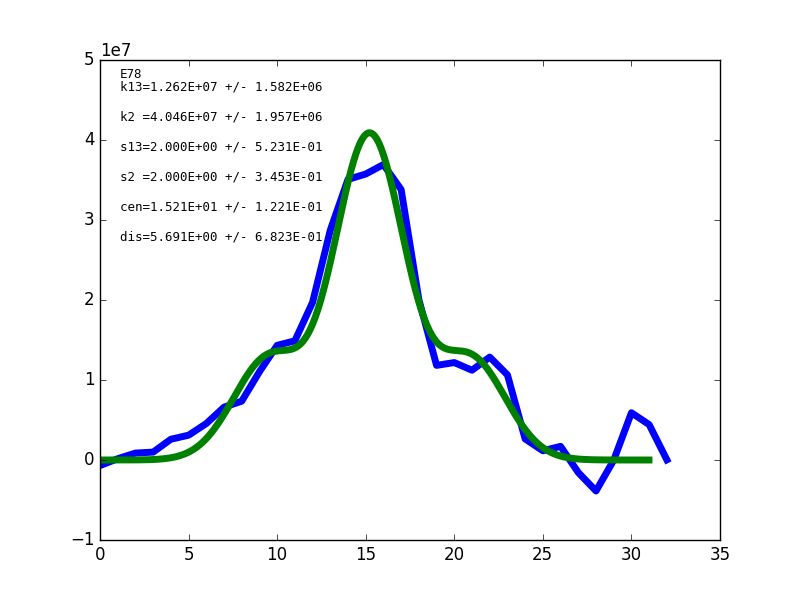 1e7
5
4
3
2
1
0
−1
E78
k13=1.262E+07 +/- 1.582E+06
k2 =4.046E+07 +/- 1.957E+06
s13=2.000E+00 +/- 5.231E-01
s2 =2.000E+00 +/- 3.453E-01
cen=1.521E+01 +/- 1.221E-01
dis=5.691E+00 +/- 6.823E-01
0 5 10 15 20 25 30 35